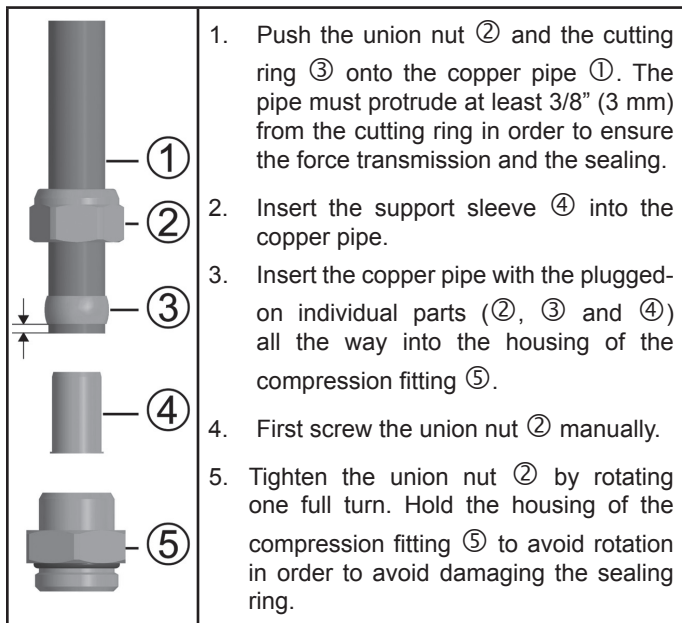 ①
②
③
④
⑤
1. Push the union nut ② and the cutting
ring ③ onto the copper pipe ①. The
pipe must protrude at least 3/8” (3 mm)
from the cutting ring in order to ensure
the force transmission and the sealing.
2. Insert the support sleeve ④ into the
copper pipe.
3. Insert the copper pipe with the plugged-
on individual parts (②, ③ and ④)
all the way into the housing of the
compression fitting ⑤.
4. First screw the union nut ② manually.
5. Tighten the union nut ② by rotating
one full turn. Hold the housing of the
compression fitting ⑤ to avoid rotation
in order to avoid damaging the sealing
ring.